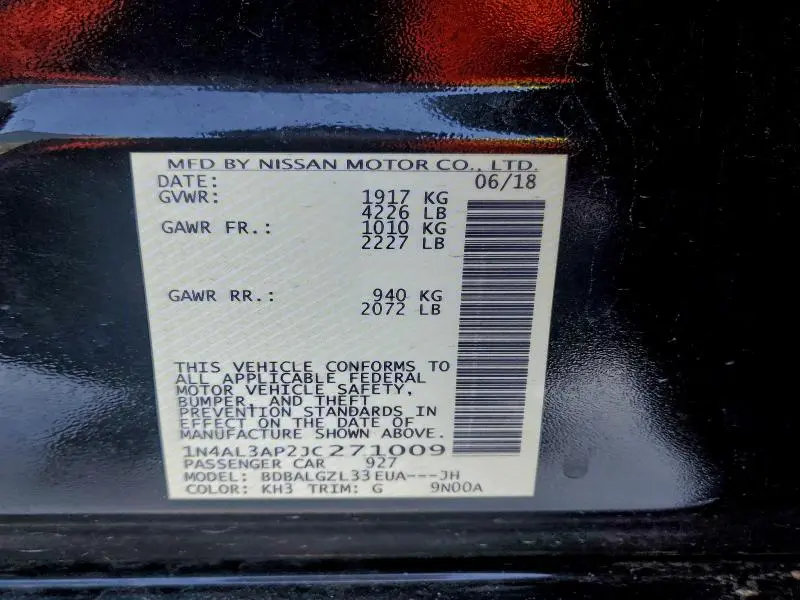 MFD BY NISSAN MOTOR CO., LTD.
DATE: 06/18
GVWR: 1917 KG
4226 LB
GAWR FR.: 1010 KG
2227 LB
GAWR RR.: 940 KG
2072 LB
THIS VEHICLE CONFORMS TO
ALL APPLICABLE FEDERAL
MOTOR VEHICLE SAFETY,
BUMPER, AND THEFT
PREVENTION STANDARDS IN
EFFECT ON THE DATE OF
MANUFACTURE SHOWN ABOVE.
1N4AL3AP2JC271009
PASSENGER CAR 927
MODEL: BDBALGZL33EUA---JH
COLOR: KH3 TRIM: G 9N00A